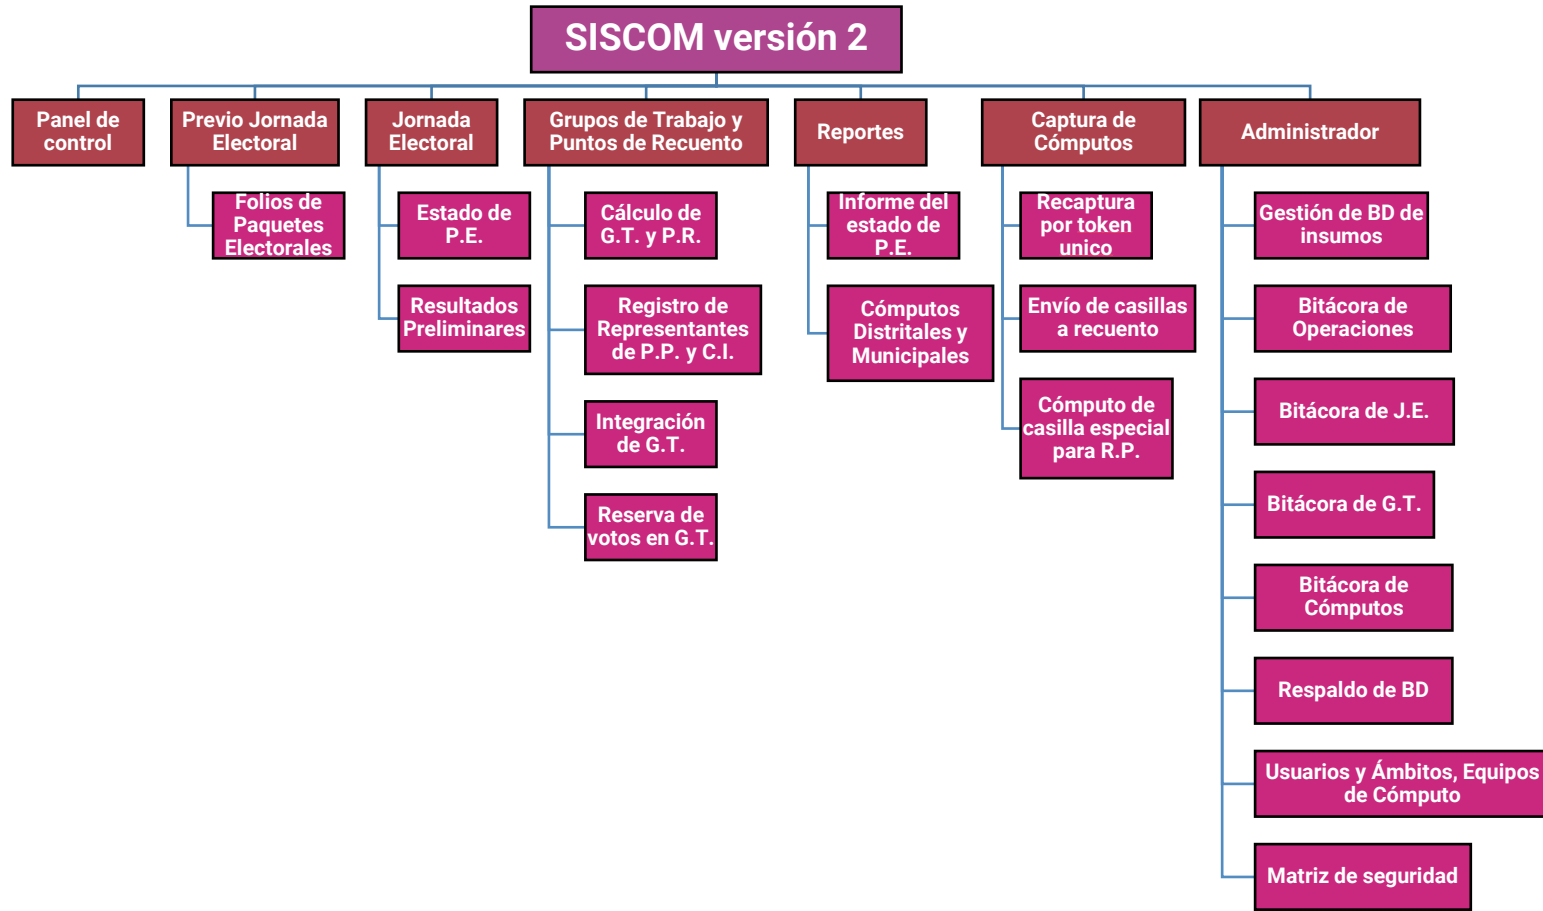 SISCOM versión 2
Panel de
control
Previo Jornada
Electoral
Folios de
Paquetes
Electorales
Jornada
Electoral
Estado de
P.E.
Resultados
Preliminares
Grupos de Trabajo y
Puntos de Recuento
Cálculo de
G.T. y P.R.
Registro de
Representantes
de P.P. y C.I.
Integración
de G.T.
Reserva de
votos en G.T.
Reportes
Informe del
estado de
P.E.
Cómputos
Distritales y
Municipales
Captura de
Cómputos
Recaptura
por token
unico
Envío de casillas
a recuento
Cómputo de
casilla especial
para R.P.
Administrador
Gestión de BD de
insumos
Bitácora de
Operaciones
Bitácora de J.E.
Bitácora de G.T.
Bitácora de
Cómputos
Respaldo de BD
Usuarios y Ámbitos, Equipos
de Cómputo
Matriz de seguridad